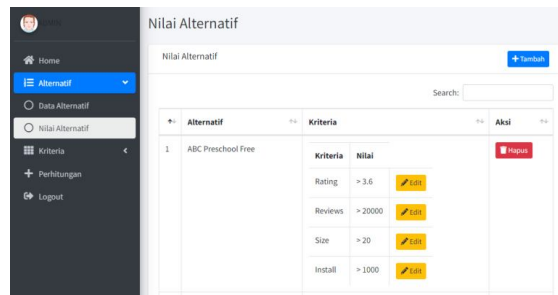 Nilai Alternatif
Home
Alternatif
Data Alternatif
Nilai Alternatif
Kriteria
Perhitungan
Logout
Nilai Alternatif
+Tambah
Search:
Alternatif Kriteria Aksi
1 ABC Preschool Free Hapus
Kriteria Nilai
Rating > 3.6 Edit
Reviews > 20000 Edit
Size > 20 Edit
Install > 1000 Edit